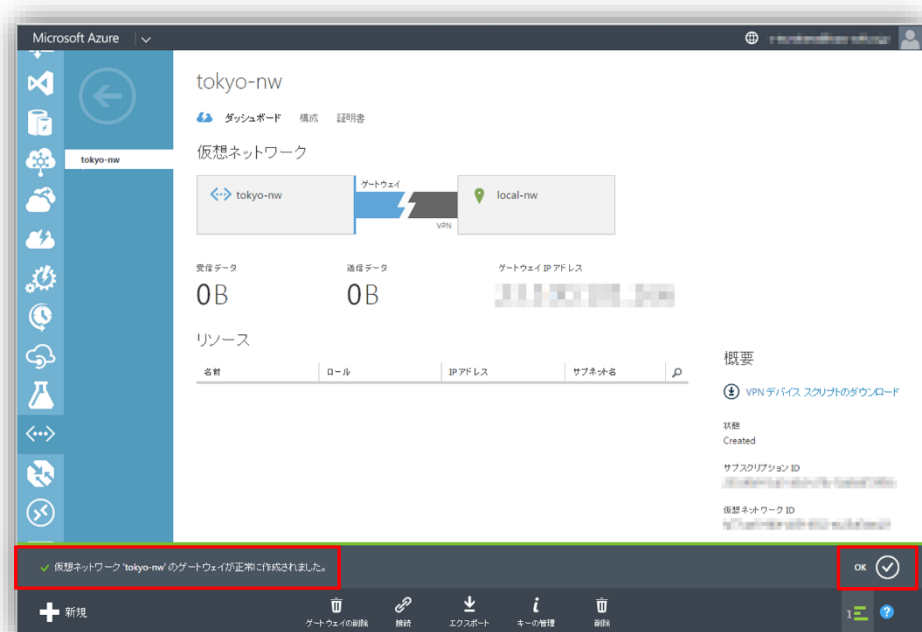 Microsoft Azure
tokyo-nw
tokyo-nw
ダッシュボード 構成 証明書
仮想ネットワーク
tokyo-nw
ゲートウェイ
VPN
local-nw
受信データ
0B
送信データ
0B
ゲートウェイ IP アドレス
リソース
名前 ロール IP アドレス サブネット名
概要
VPN デバイス スクリプトのダウンロード
状態
Created
サブスクリプション ID
仮想ネットワーク ID
仮想ネットワーク 'tokyo-nw' のゲートウェイが正常に作成されました。
OK
新規
ゲートウェイの削除 接続 エクスポート キーの管理 削除
1